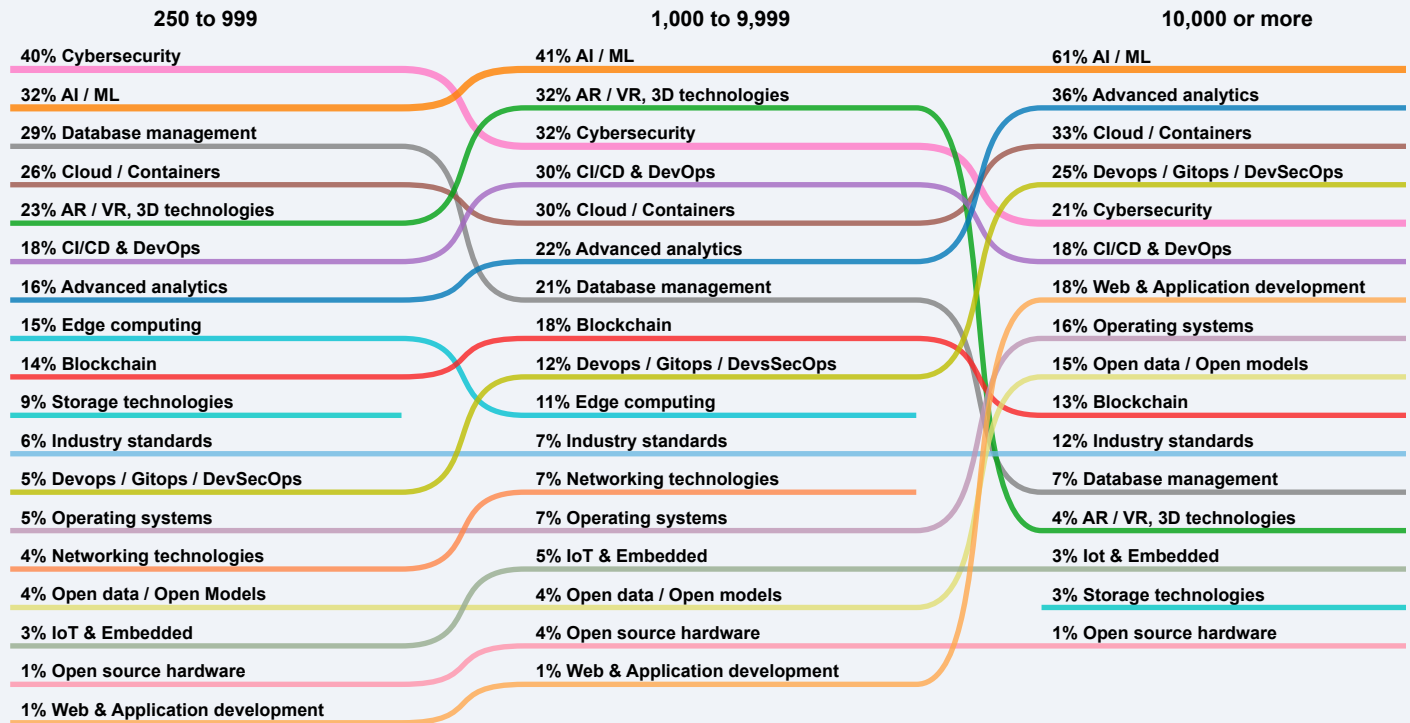 250 to 999
40% Cybersecurity
32% AI / ML
29% Database management
26% Cloud / Containers
23% AR / VR, 3D technologies
18% CI/CD & DevOps
16% Advanced analytics
15% Edge computing
14% Blockchain
9% Storage technologies
6% Industry standards
5% Devops / Gitops / DevSecOps
5% Operating systems
4% Networking technologies
4% Open data / Open Models
3% IoT & Embedded
1% Open source hardware
1% Web & Application development
1,000 to 9,999
41% AI / ML
32% AR / VR, 3D technologies
32% Cybersecurity
30% CI/CD & DevOps
30% Cloud / Containers
22% Advanced analytics
21% Database management
18% Blockchain
12% Devops / Gitops / DevsSecOps
11% Edge computing
7% Industry standards
7% Networking technologies
7% Operating systems
5% IoT & Embedded
4% Open data / Open models
4% Open source hardware
1% Web & Application development
10,000 or more
61% AI / ML
36% Advanced analytics
33% Cloud / Containers
25% Devops / Gitops / DevSecOps
21% Cybersecurity
18% CI/CD & DevOps
18% Web & Application development
16% Operating systems
15% Open data / Open models
13% Blockchain
12% Industry standards
7% Database management
4% AR / VR, 3D technologies
3% Iot & Embedded
3% Storage technologies
1% Open source hardware